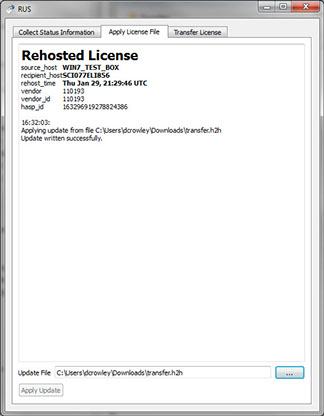 RUS
Collect Status Information Apply License File Transfer License
Rehosted License
source_host WIN7_TEST_BOX
recipient_host SCI077ELI856
rehost_time Thu Jan 29, 21:29:46 UTC
vendor 110193
vendor_id 110193
hasp_id 163296919278824386
16:32:03:
Applying update from file C:\Users\dcrowley\Downloads\transfer.h2h
Update written successfully.
Update File C:\Users\dcrowley\Downloads\transfer.h2h ...
Apply Update